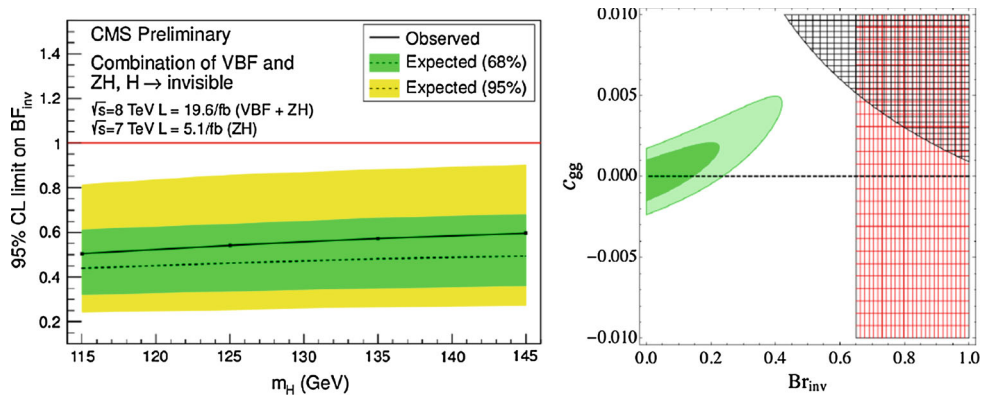 CMS Preliminary
Combination of VBF and
ZH, H → invisible
√s=8 TeV L = 19.6/fb (VBF + ZH)
√s=7 TeV L = 5.1/fb (ZH)
Observed
Expected (68%)
Expected (95%)
95% CL limit on BF_inv
1.4
1.2
1
0.8
0.6
0.4
0.2
115 120 125 130 135 140 145
m_H (GeV)
c_gg
0.010
0.005
0.000
−0.005
−0.010
0.0 0.2 0.4 0.6 0.8 1.0
Br_inv